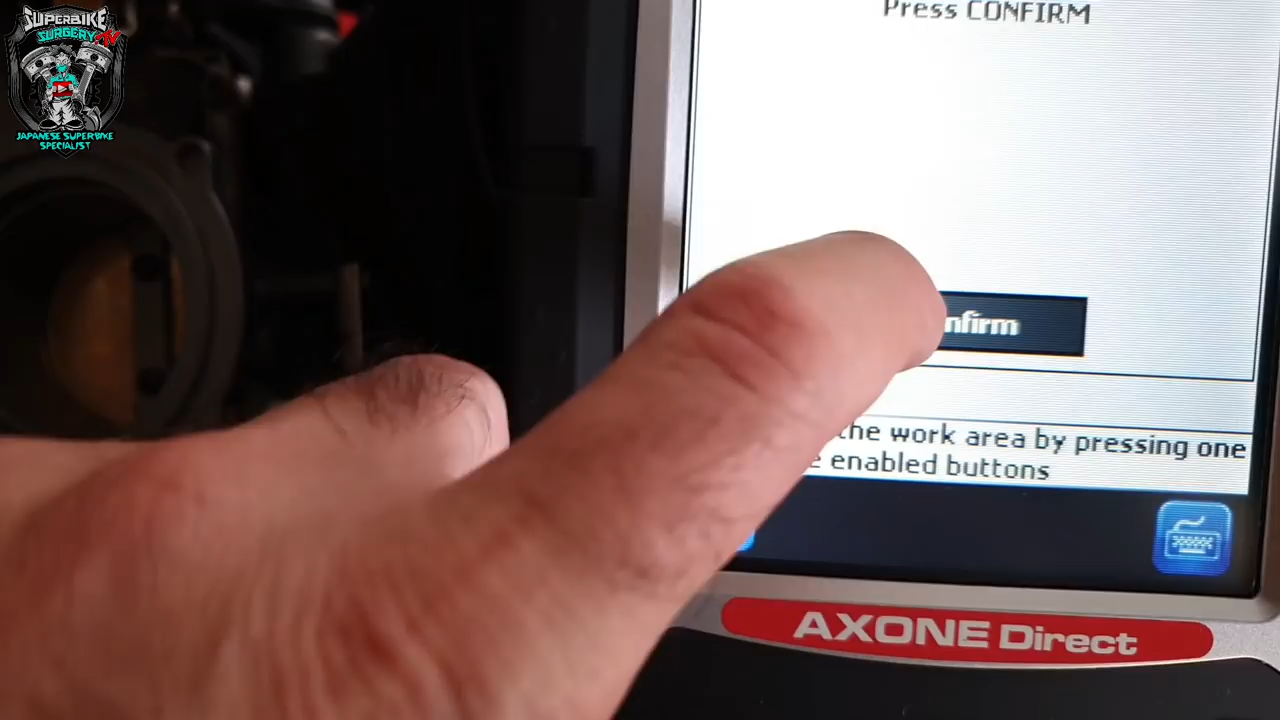 SUPERBIKE
SURGERY TV
JAPANESE SUPERBIKE
SPECIALIST
Press CONFIRM
nfirm
the work area by pressing one
enabled buttons
AXONE Direct